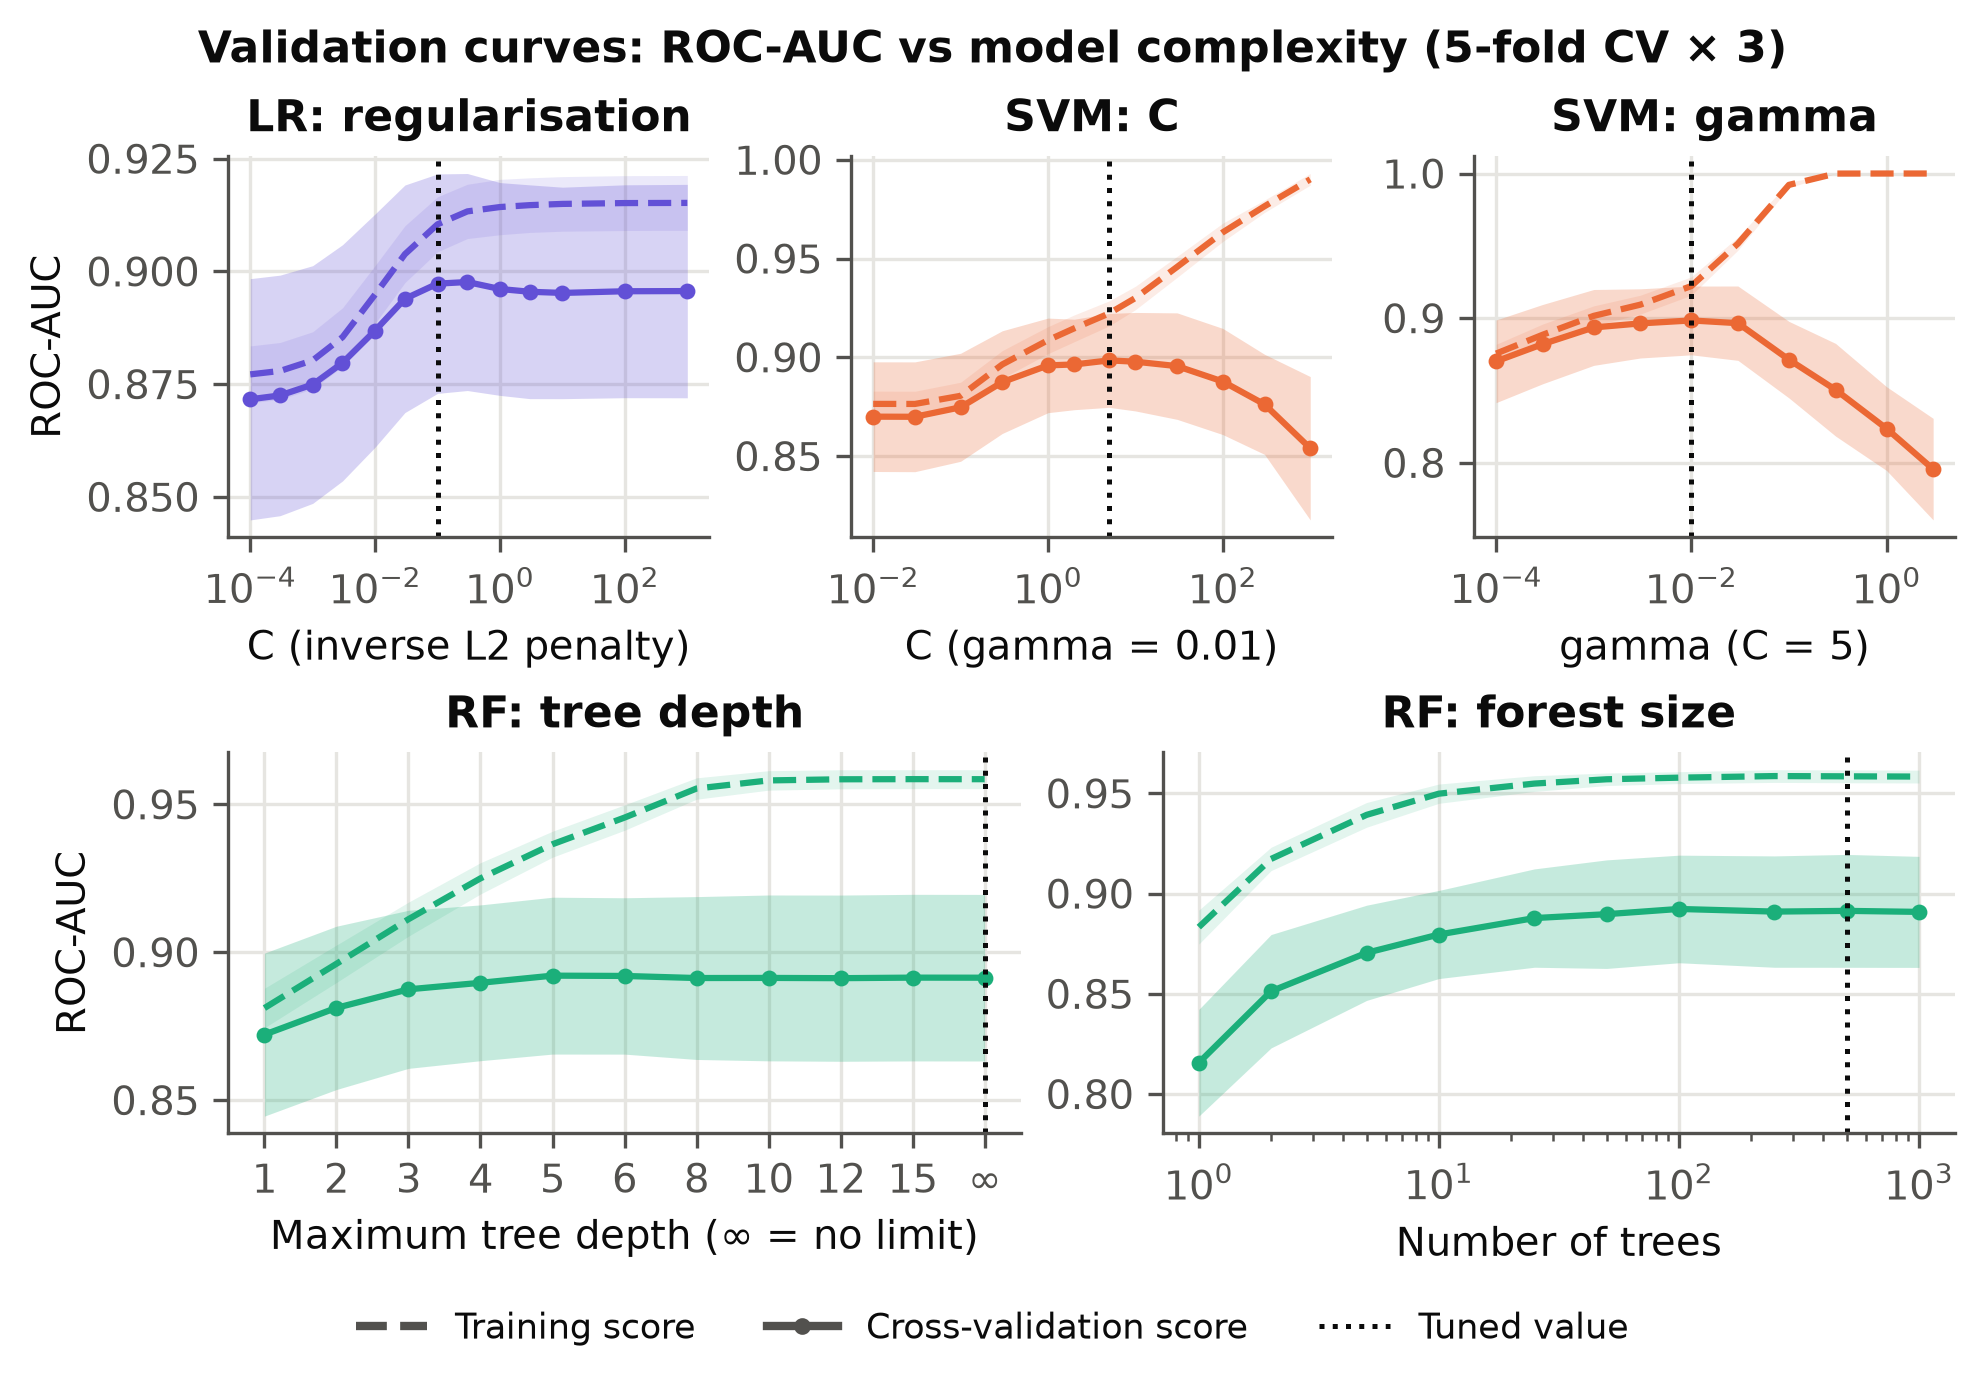 Validation curves: ROC-AUC vs model complexity (5-fold CV × 3)
LR: regularisation
ROC-AUC
0.925
0.900
0.875
0.850
10⁻⁴ 10⁻² 10⁰ 10²
C (inverse L2 penalty)
SVM: C
1.00
0.95
0.90
0.85
10⁻² 10⁰ 10²
C (gamma = 0.01)
SVM: gamma
1.0
0.9
0.8
10⁻⁴ 10⁻² 10⁰
gamma (C = 5)
RF: tree depth
ROC-AUC
0.95
0.90
0.85
1 2 3 4 5 6 8 10 12 15 ∞
Maximum tree depth (∞ = no limit)
RF: forest size
0.95
0.90
0.85
0.80
10⁰ 10¹ 10² 10³
Number of trees
Training score
Cross-validation score
Tuned value